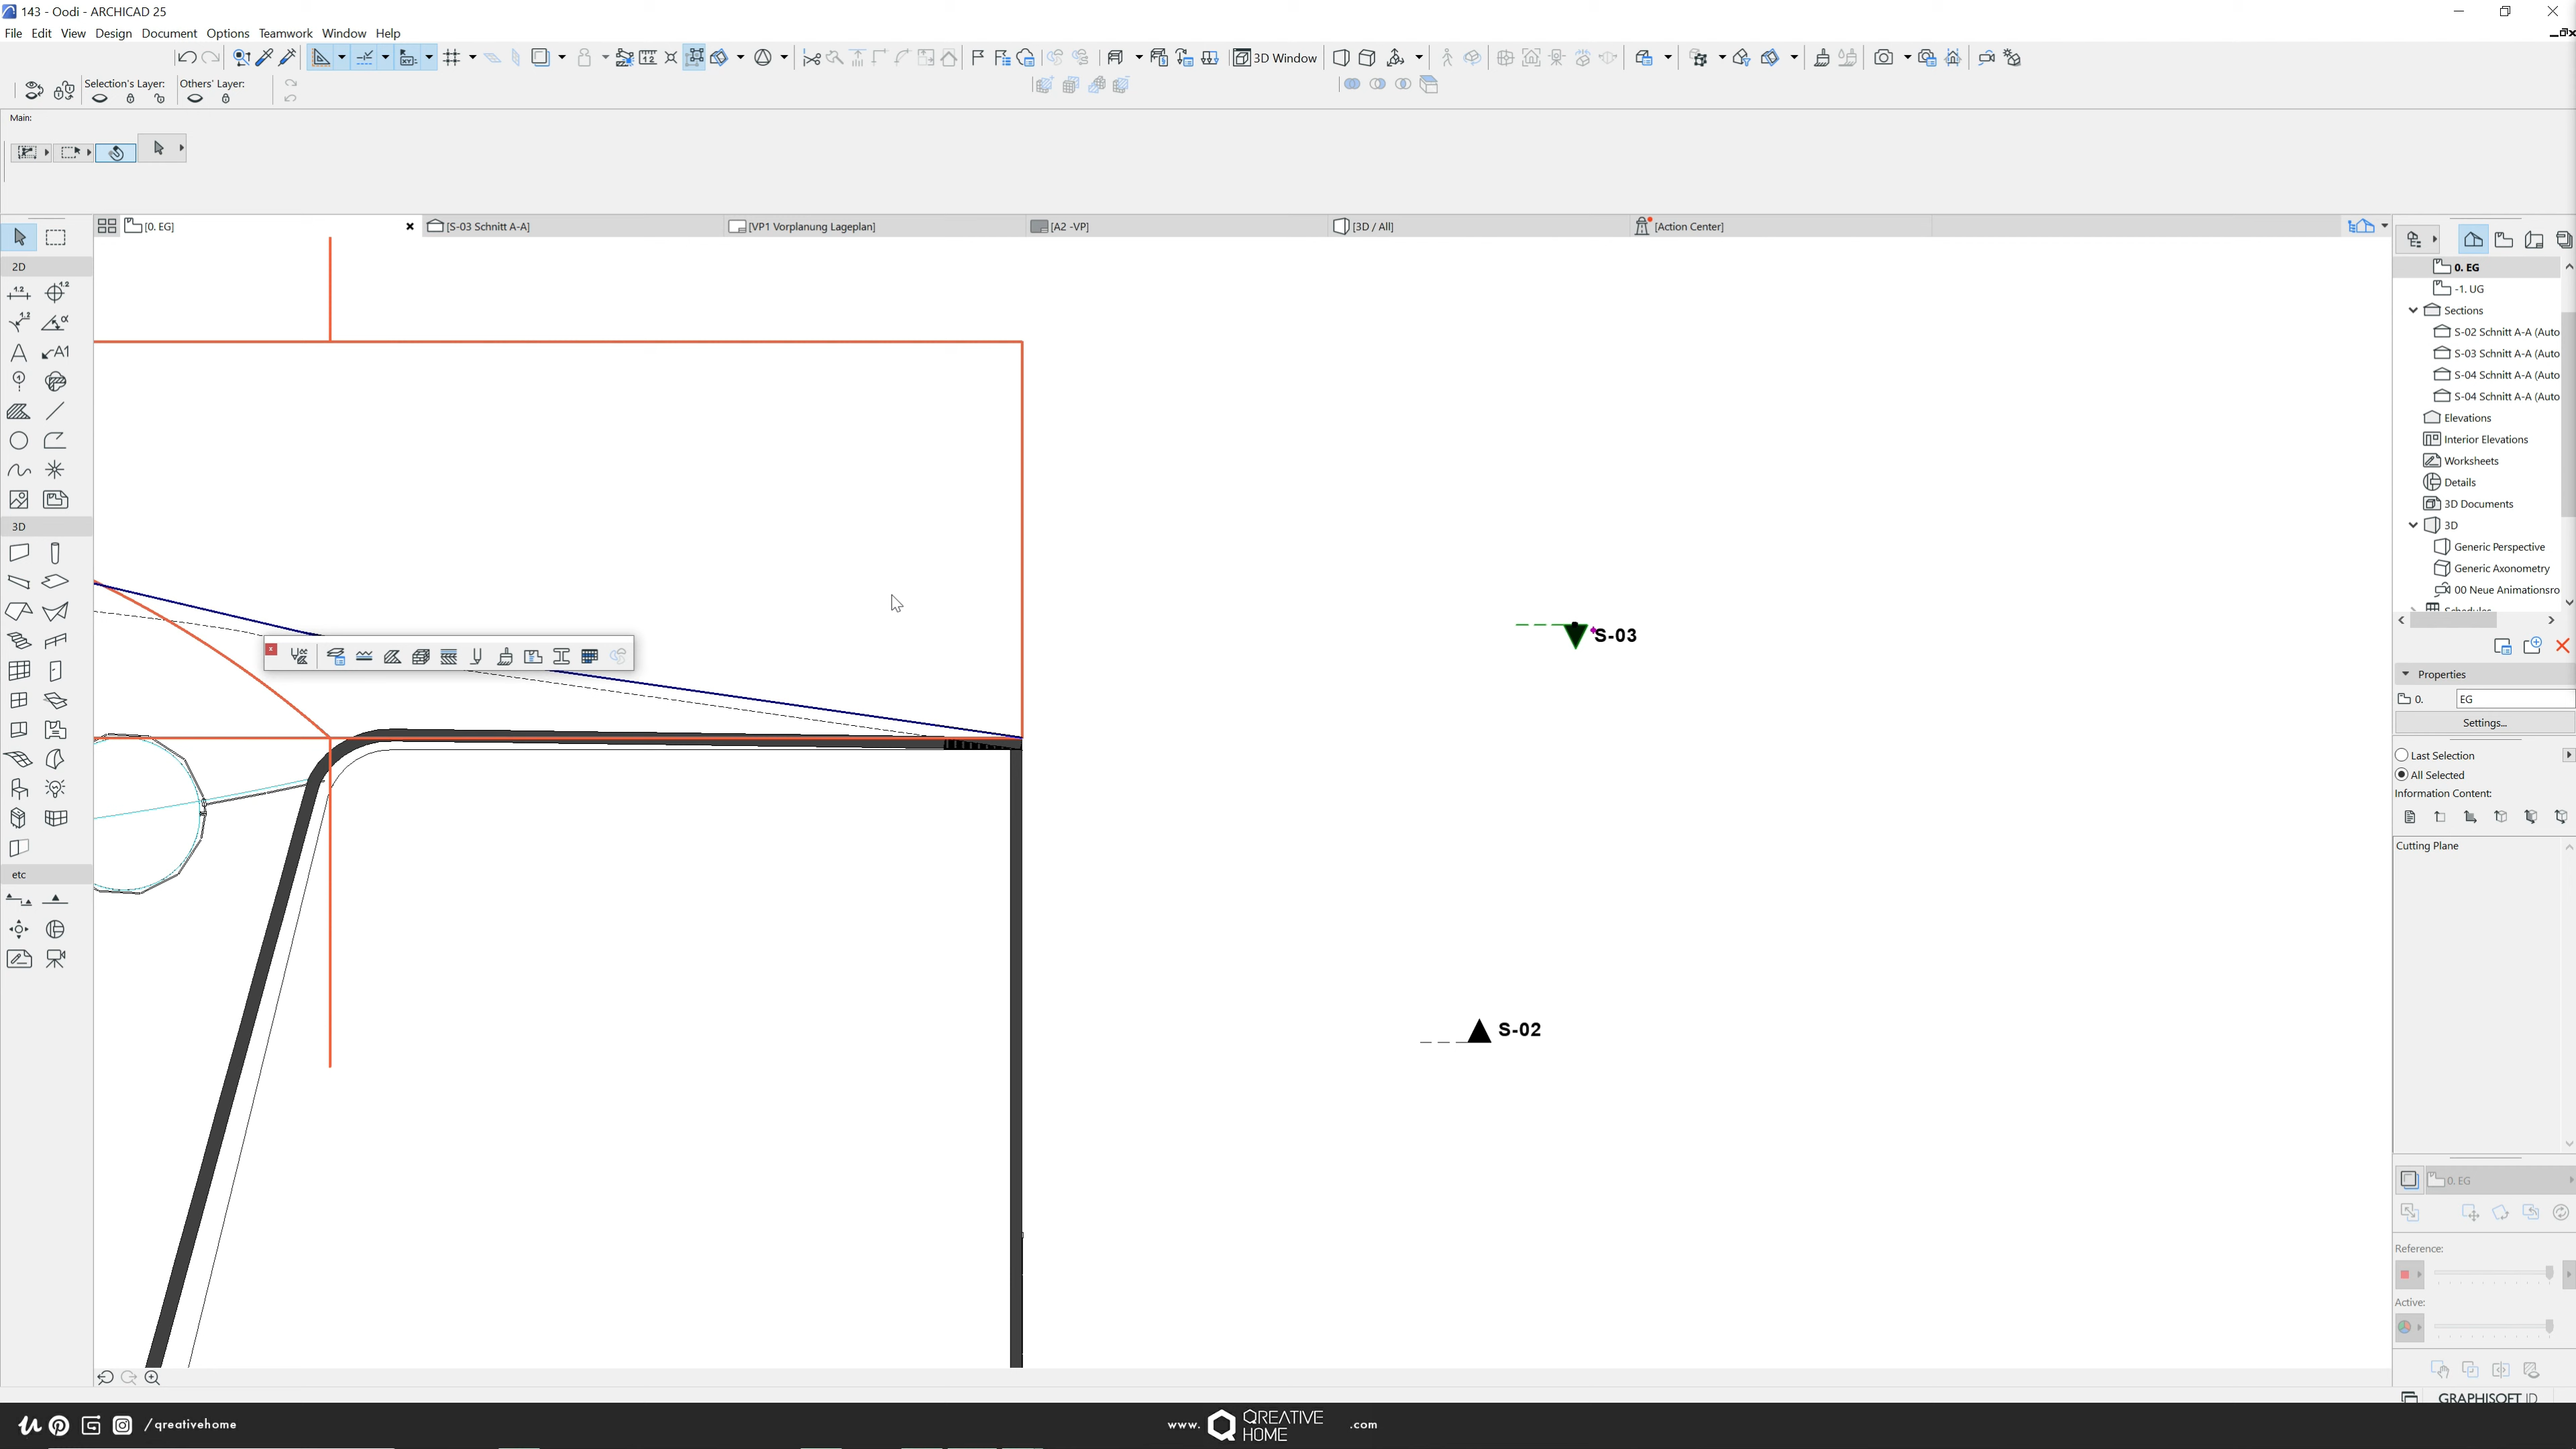 143 - Oodi - ARCHICAD 25
File Edit View Design Document Options Teamwork Window Help
3D Window
Selection's Layer: Others' Layer:
Main:
[0. EG] [S-03 Schnitt A-A] [VP1 Vorplanung Lageplan] [A2 -VP] [3D / All] [Action Center]
2D
3D
etc
S-03
S-02
0. EG
-1. UG
Sections
S-02 Schnitt A-A (Auto
S-03 Schnitt A-A (Auto
S-04 Schnitt A-A (Auto
S-04 Schnitt A-A (Auto
Elevations
Interior Elevations
Worksheets
Details
3D Documents
3D
Generic Perspective
Generic Axonometry
00 Neue Animationsro
Schedules
Properties
0. EG
Settings...
Last Selection
All Selected
Information Content:
Cutting Plane
0. EG
Reference:
Active:
GRAPHISOFT ID
/qreativehome
www. QREATIVE HOME .com